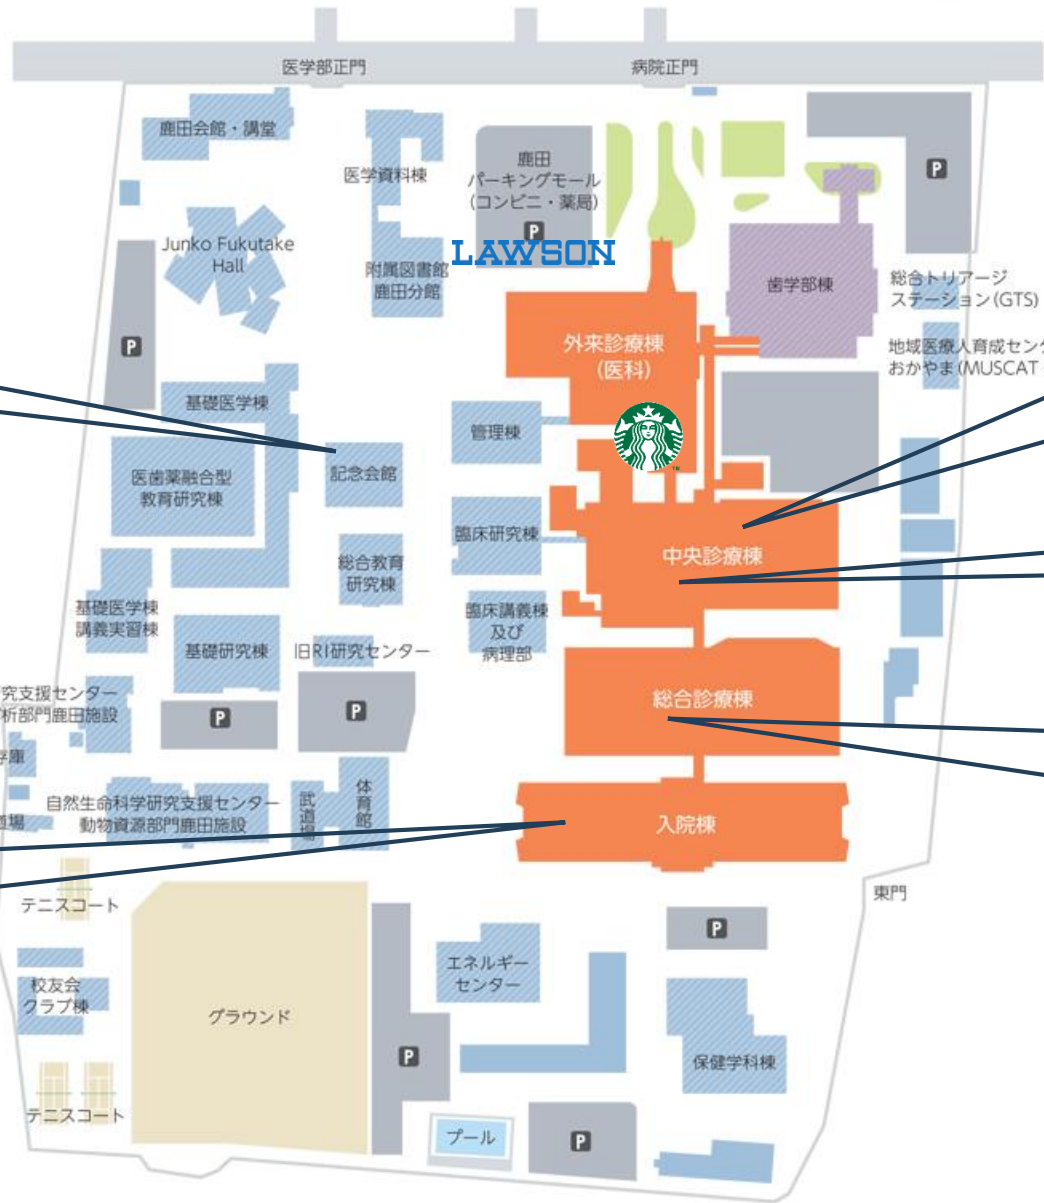 医学部正門
病院正門
鹿田会館・講堂
医学資料棟
鹿田
パーキングモール
(コンビニ・薬局)
P
P
LAWSON
Junko Fukutake
Hall
附属図書館
鹿田分館
歯学部棟
総合トリアージ
ステーション(GTS)
P
外来診療棟
(医科)
地域医療人育成センタ
おかやま(MUSCAT
基礎医学棟
管理棟
TM
医歯薬融合型
教育研究棟
記念会館
臨床研究棟
中央診療棟
総合教育
研究棟
基礎医学棟
講義実習棟
臨床講義棟
及び
病理部
基礎研究棟
旧RI研究センター
究支援センター
析部門鹿田施設
P
P
総合診療棟
存庫
自然生命科学研究支援センター
動物資源部門鹿田施設
道場
武道場
体育館
入院棟
テニスコート
東門
P
校友会
クラブ棟
エネルギー
センター
グラウンド
P
保健学科棟
テニスコート
プール
P